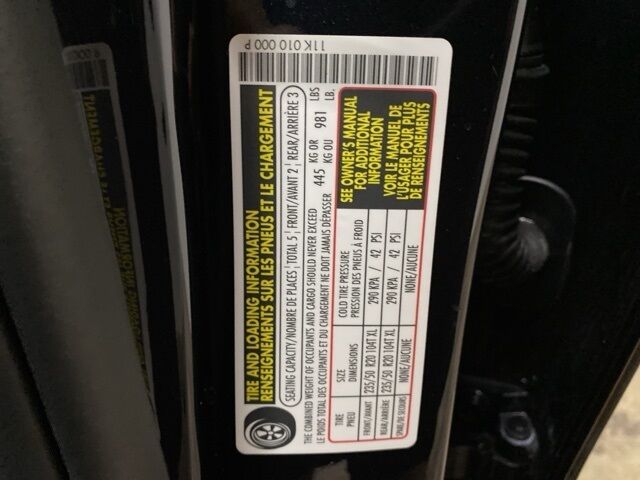 11K 010 000 P
TIRE AND LOADING INFORMATION
RENSEIGNEMENTS SUR LES PNEUS ET LE CHARGEMENT
SEATING CAPACITY/NOMBRE DE PLACES TOTAL 5 FRONT/AVANT 2 REAR/ARRIÈRE 3
THE COMBINED WEIGHT OF OCCUPANTS AND CARGO SHOULD NEVER EXCEED
LE POIDS TOTAL DES OCCUPANTS ET DU CHARGEMENT NE DOIT JAMAIS DÉPASSER
445 KG OR 981 LBS
KG OU LB.
TIRE SIZE COLD TIRE PRESSURE
PNEU DIMENSIONS PRESSION DES PNEUS À FROID
FRONT/AVANT 235/50 R20 104T XL 290 KPA / 42 PSI
REAR/ARRIÈRE 235/50 R20 104T XL 290 KPA / 42 PSI
SPARE/DE SECOURS NONE/AUCUNE NONE/AUCUNE
SEE OWNER'S MANUAL
FOR ADDITIONAL
INFORMATION
VOIR LE MANUEL DE
L'USAGER POUR PLUS
DE RENSEIGNEMENTS